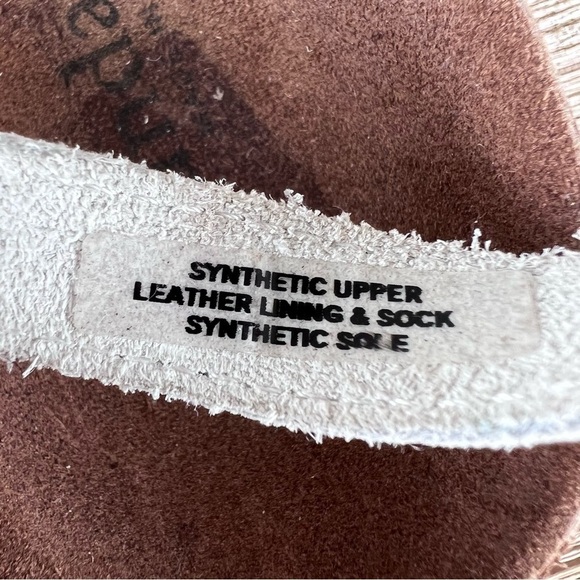 SYNTHETIC UPPER
LEATHER LINING & SOCK
SYNTHETIC SOLE